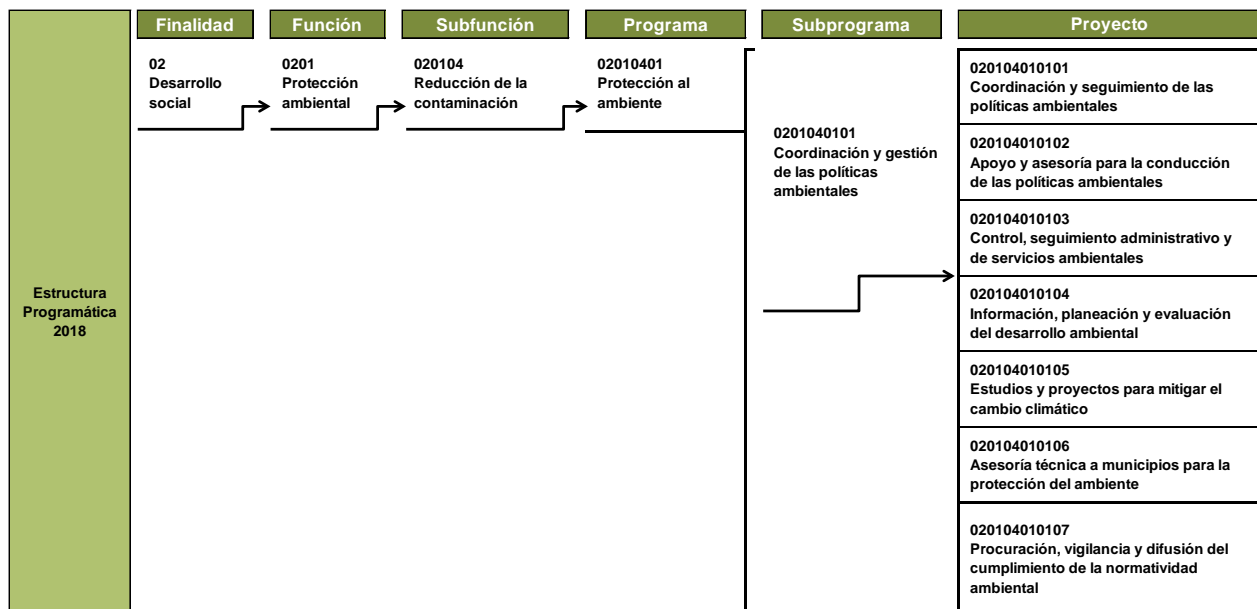 Finalidad
Función
Subfunción
Programa
Subprograma
Proyecto
Estructura
Programática
2018
02
Desarrollo
social
0201
Protección
ambiental
020104
Reducción de la
contaminación
02010401
Protección al
ambiente
0201040101
Coordinación y gestión
de las políticas
ambientales
020104010101
Coordinación y seguimiento de las
políticas ambientales
020104010102
Apoyo y asesoría para la conducción
de las políticas ambientales
020104010103
Control, seguimiento administrativo y
de servicios ambientales
020104010104
Información, planeación y evaluación
del desarrollo ambiental
020104010105
Estudios y proyectos para mitigar el
cambio climático
020104010106
Asesoría técnica a municipios para la
protección del ambiente
020104010107
Procuración, vigilancia y difusión del
cumplimiento de la normatividad
ambiental